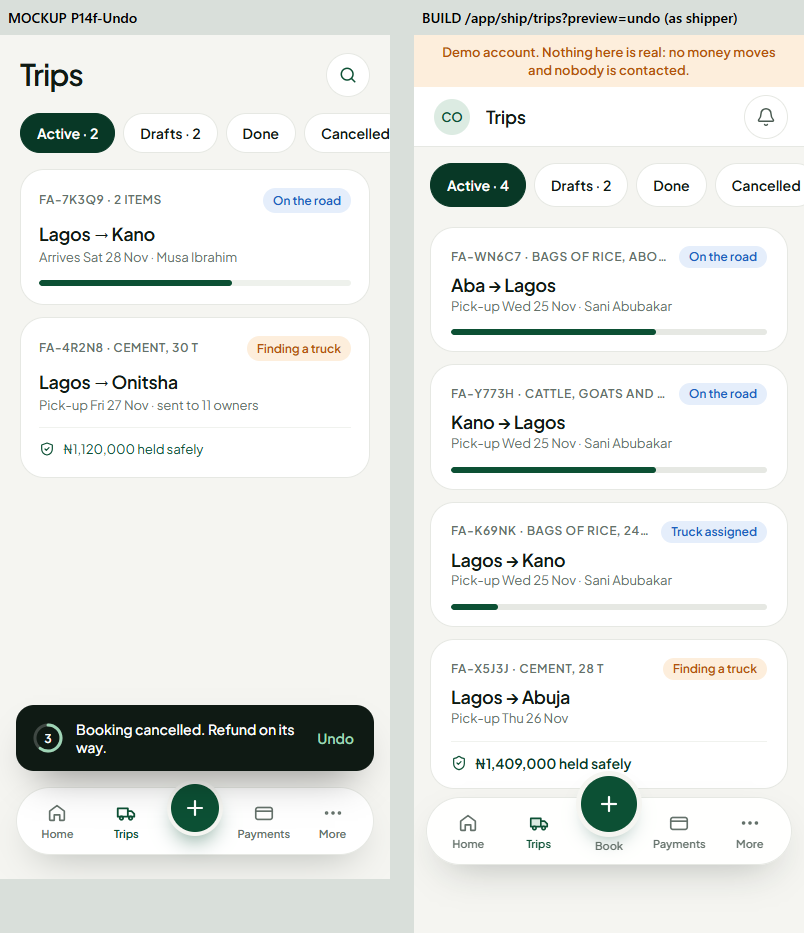 MOCKUP P14f-Undo
Trips
Active · 2
Drafts · 2
Done
Cancelled
FA-7K3Q9 · 2 ITEMS
On the road
Lagos → Kano
Arrives Sat 28 Nov · Musa Ibrahim
FA-4R2N8 · CEMENT, 30 T
Finding a truck
Lagos → Onitsha
Pick-up Fri 27 Nov · sent to 11 owners
₦1,120,000 held safely
3
Booking cancelled. Refund on its
way.
Undo
Home
Trips
Payments
More
BUILD /app/ship/trips?preview=undo (as shipper)
Demo account. Nothing here is real: no money moves
and nobody is contacted.
CO
Trips
Active · 4
Drafts · 2
Done
Cancelled
FA-WN6C7 · BAGS OF RICE, ABO...
On the road
Aba → Lagos
Pick-up Wed 25 Nov · Sani Abubakar
FA-Y773H · CATTLE, GOATS AND ...
On the road
Kano → Lagos
Pick-up Wed 25 Nov · Sani Abubakar
FA-K69NK · BAGS OF RICE, 24...
Truck assigned
Lagos → Kano
Pick-up Wed 25 Nov · Sani Abubakar
FA-X5J3J · CEMENT, 28 T
Finding a truck
Lagos → Abuja
Pick-up Thu 26 Nov
₦1,409,000 held safely
Home
Trips
Book
Payments
More